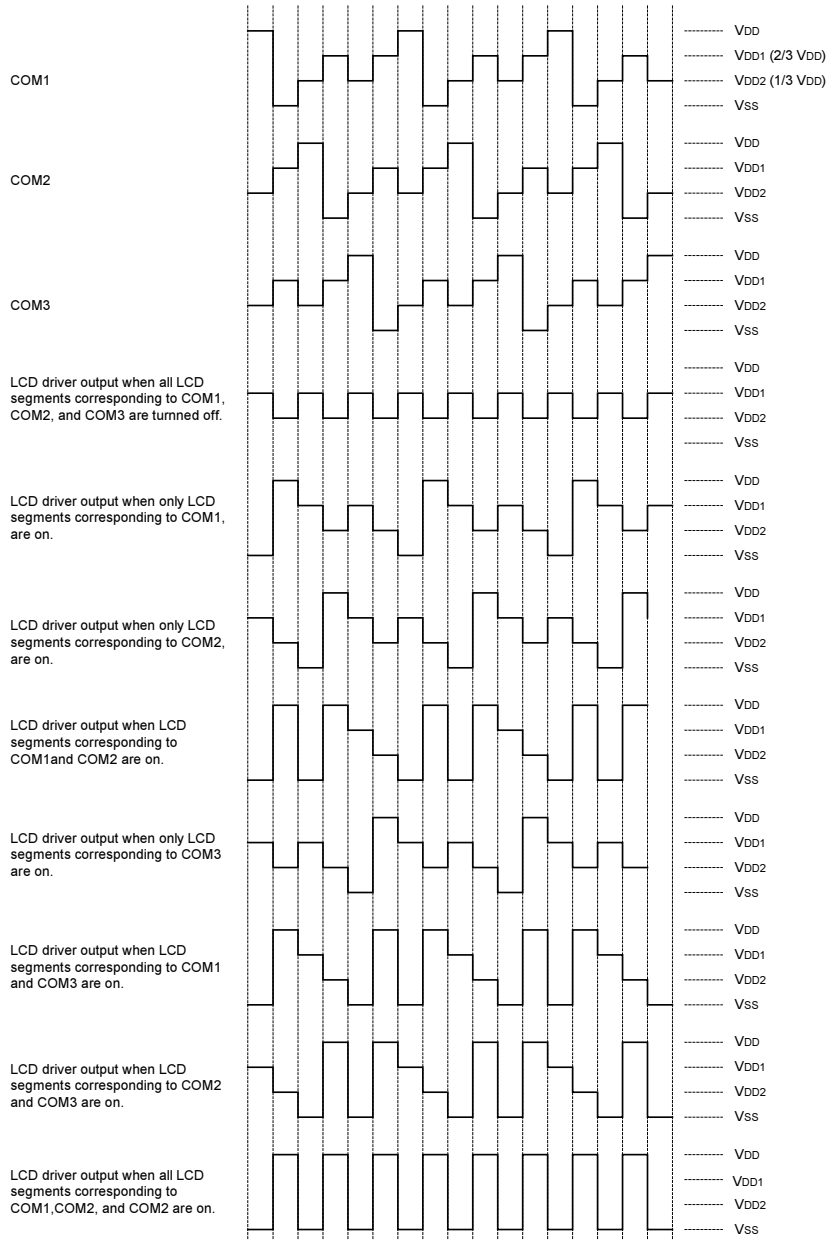 VDD
VDD1 (2/3 VDD)
COM1
VDD2 (1/3 VDD)
VSS
VDD
VDD1
COM2
VDD2
VSS
VDD
VDD1
COM3
VDD2
VSS
VDD
LCD driver output when all LCD
segments corresponding to COM1,
COM2, and COM3 are turnned off.
VDD1
VDD2
VSS
VDD
LCD driver output when only LCD
segments corresponding to COM1,
are on.
VDD1
VDD2
VSS
VDD
VDD1
LCD driver output when only LCD
segments corresponding to COM2,
are on.
VDD2
VSS
VDD
LCD driver output when LCD
segments corresponding to
COM1and COM2 are on.
VDD1
VDD2
VSS
VDD
LCD driver output when only LCD
segments corresponding to COM3
are on.
VDD1
VDD2
VSS
VDD
LCD driver output when LCD
segments corresponding to COM1
and COM3 are on.
VDD1
VDD2
VSS
VDD
VDD1
LCD driver output when LCD
segments corresponding to COM2
and COM3 are on.
VDD2
VSS
VDD
LCD driver output when all LCD
segments corresponding to
COM1,COM2, and COM2 are on.
VDD1
VDD2
VSS